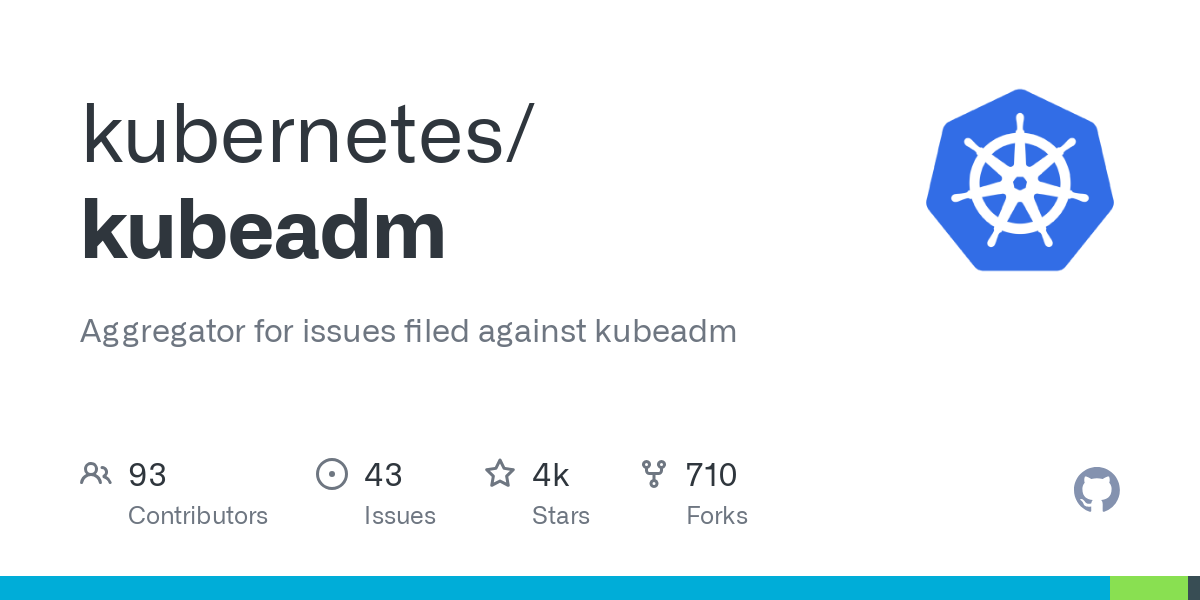 kubernetes/
kubeadm
Aggregator for issues filed against kubeadm
93 43 4k 710
Contributors Issues Stars Forks